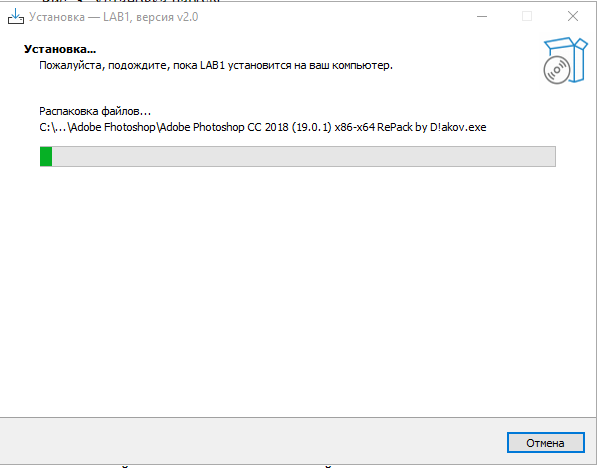 Установка — LAB1, версия v2.0
Установка...
Пожалуйста, подождите, пока LAB1 установится на ваш компьютер.
Распаковка файлов...
C:\...\Adobe Fhotoshop\Adobe Photoshop CC 2018 (19.0.1) x86-x64 RePack by D!akov.exe
Отмена